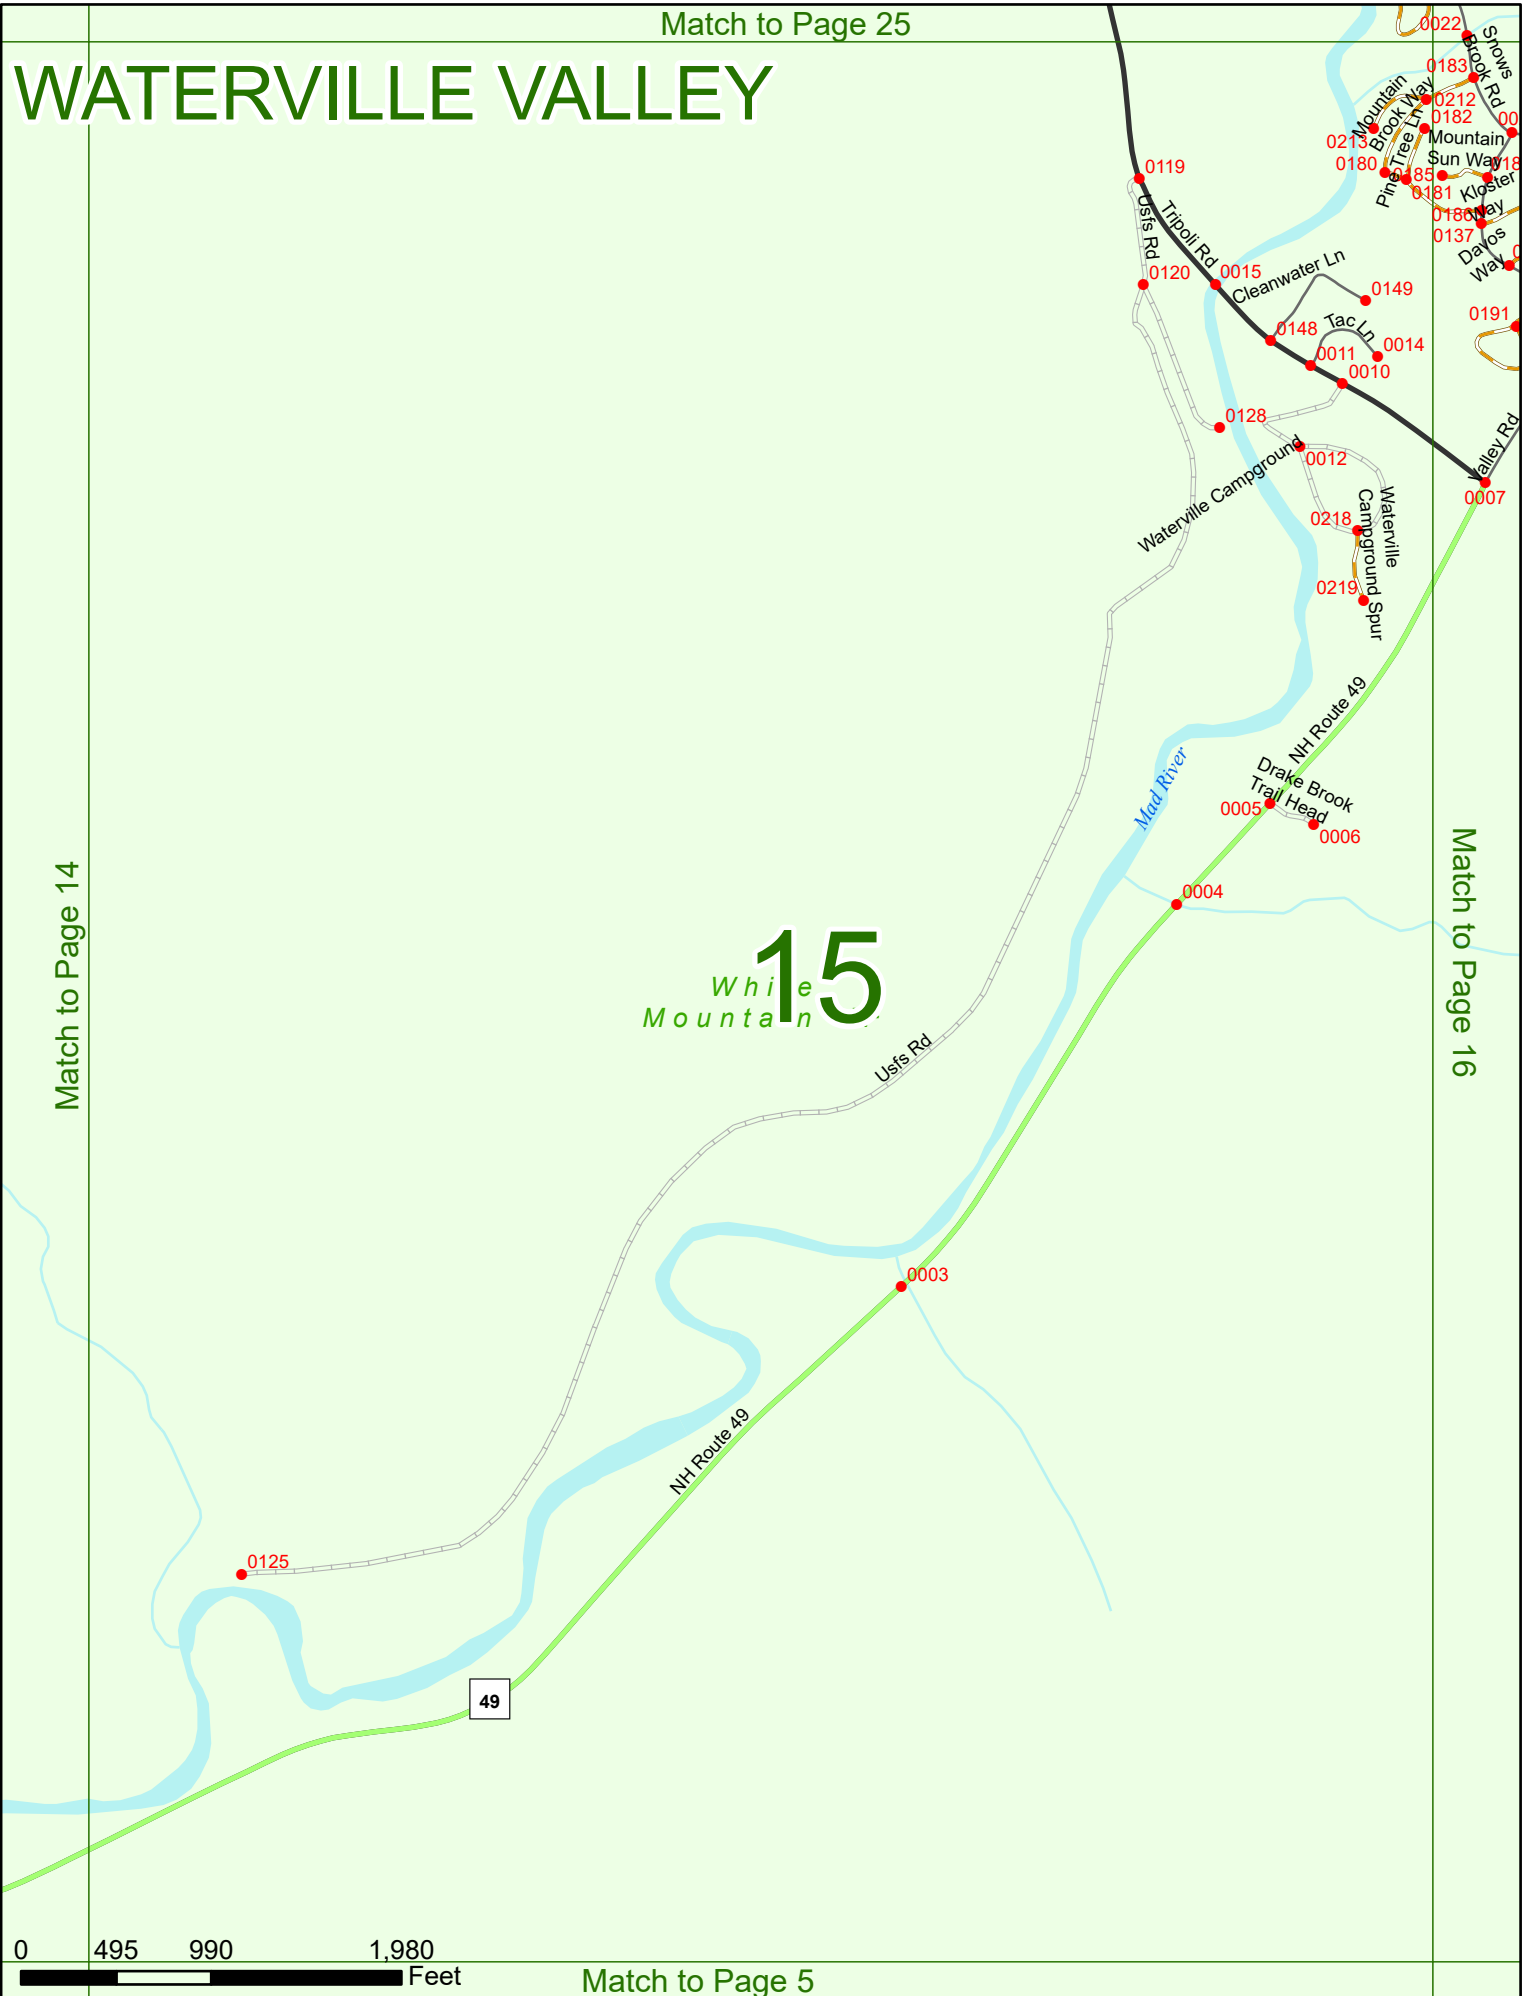 Match to Page 25
WATERVILLE VALLEY
0022
Snows
Brook Rd
0183
Mountain
Brook Way
0212
0182
0213
Mountain
Sun Way
0180
Pine Tree Ln
0185
0181
Kloster
Way
0186
0137
Davos
Way
0191
0119
Usfs Rd
Tripoli Rd
0120
0015
Cleanwater Ln
0149
0148
Tac Ln
0014
0011
0010
0128
Waterville Campground
0012
Valley Rd
0007
0218
Waterville
Campground Spur
0219
NH Route 49
Mad River
Drake Brook
Trail Head
0005
0006
0004
Match to Page 14
Match to Page 16
15
White
Mountain
Usfs Rd
0003
NH Route 49
0125
49
0 495 990 1,980
Feet
Match to Page 5